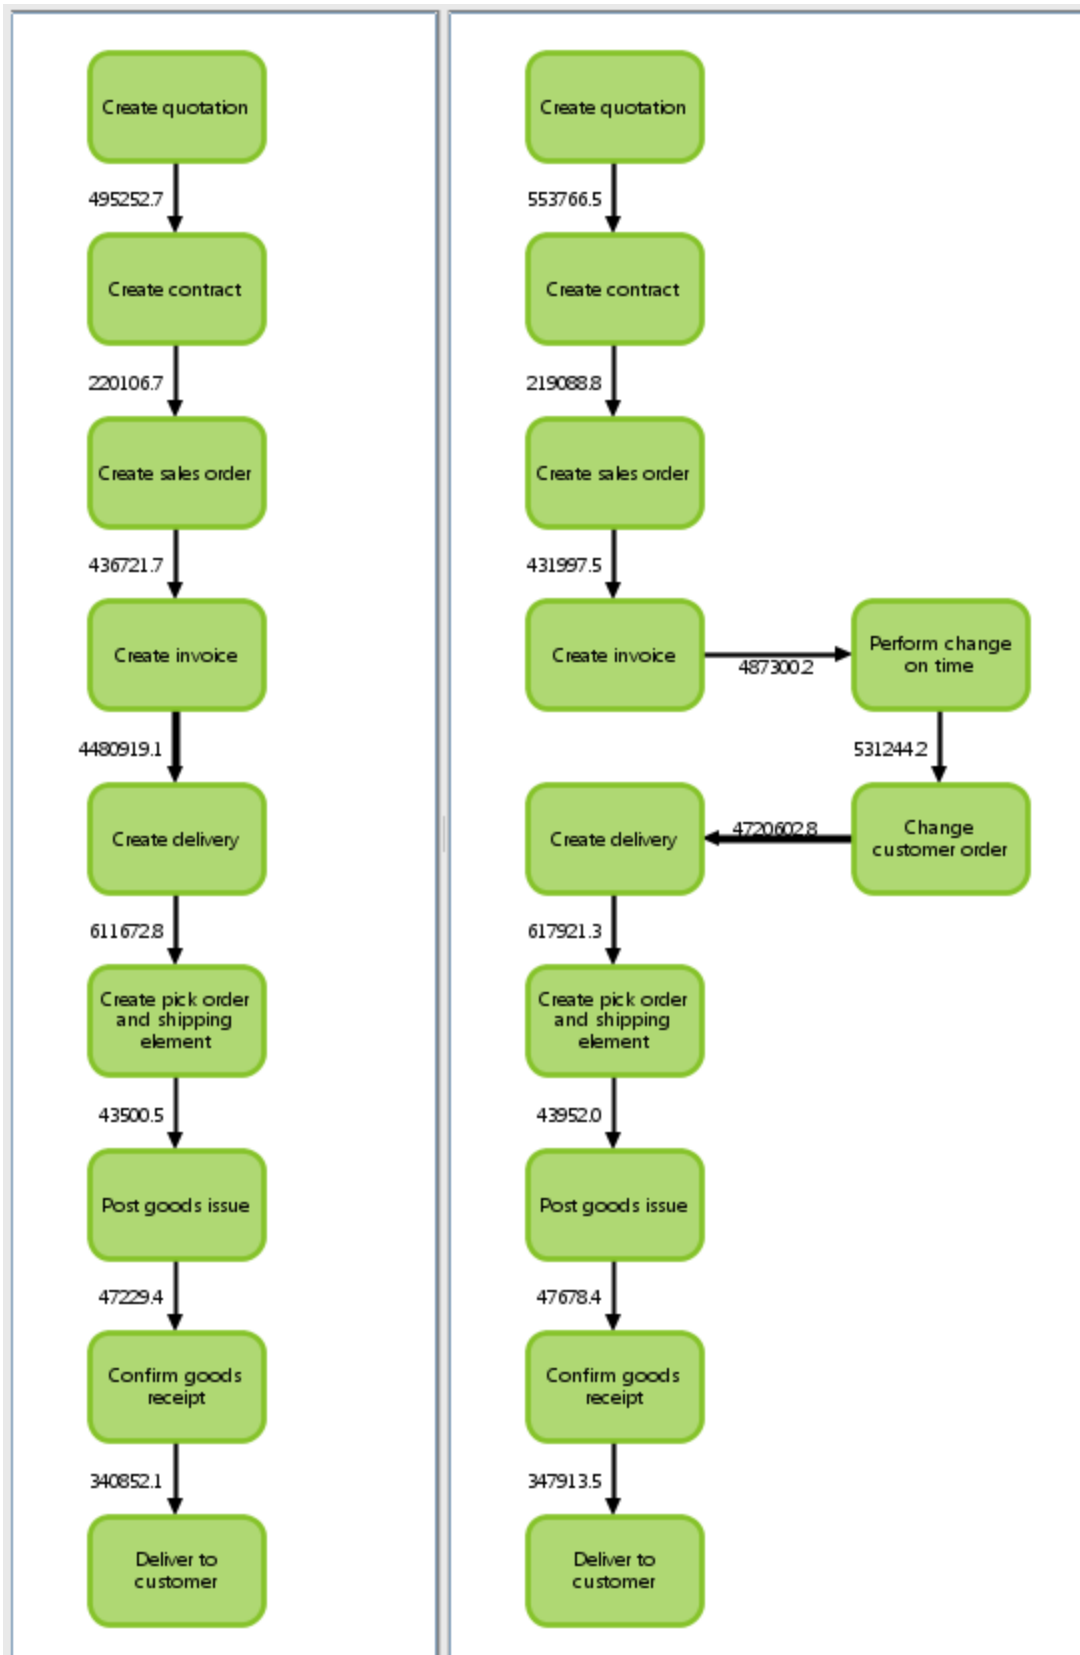 Create quotation
495252.7
Create contract
220106.7
Create sales order
436721.7
Create invoice
4480919.1
Create delivery
611672.8
Create pick order
and shipping
element
43500.5
Post goods issue
47229.4
Confirm goods
receipt
340852.1
Deliver to
customer
Create quotation
553766.5
Create contract
219088.8
Create sales order
431997.5
Create invoice
487300.2
Perform change
on time
531244.2
Change
customer order
4720602.8
Create delivery
617921.3
Create pick order
and shipping
element
43952.0
Post goods issue
47678.4
Confirm goods
receipt
347913.5
Deliver to
customer